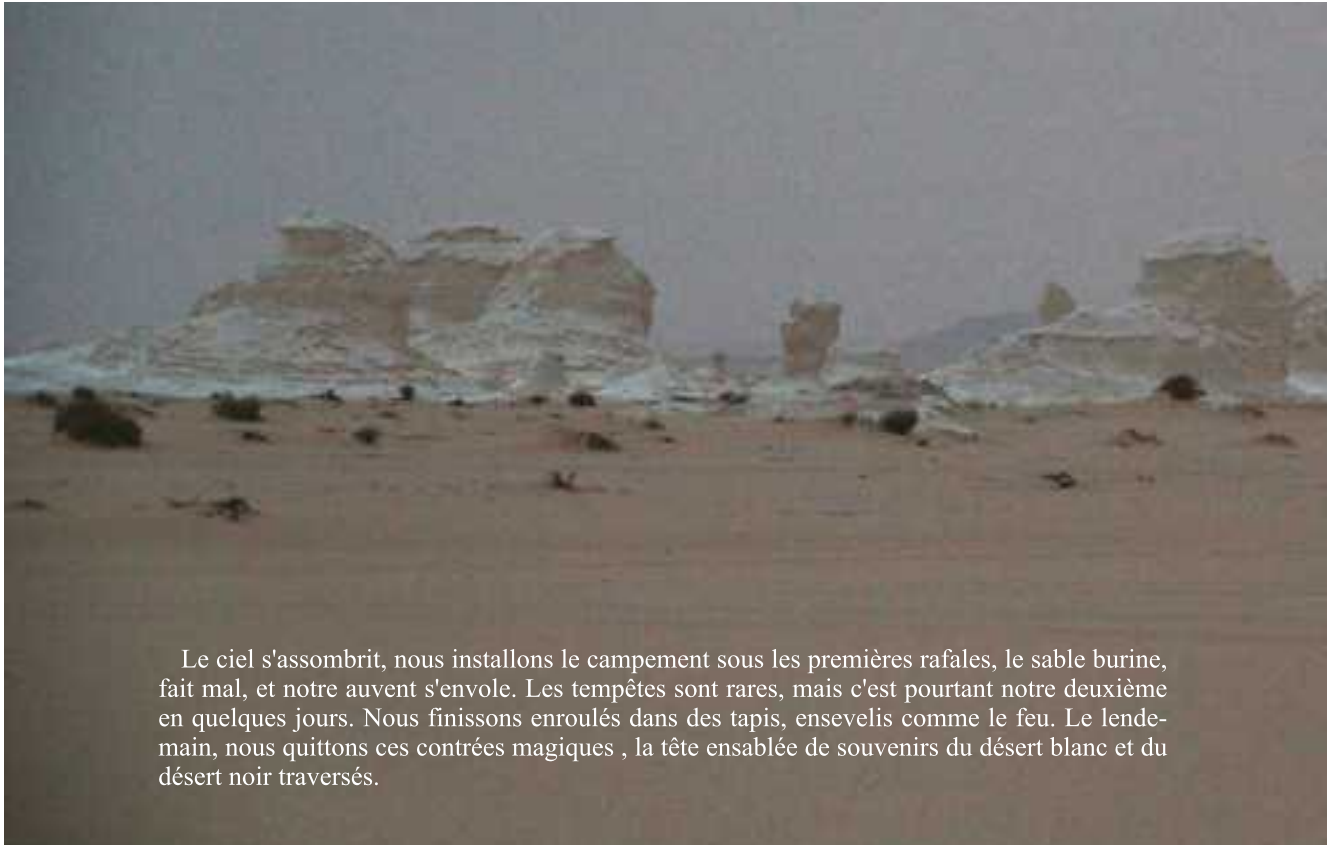 Le ciel s'assombrit, nous installons le campement sous les premières rafales, le sable burine,
fait mal, et notre auvent s'envole. Les tempêtes sont rares, mais c'est pourtant notre deuxième
en quelques jours. Nous finissons enroulés dans des tapis, ensevelis comme le feu. Le lende-
main, nous quittons ces contrées magiques , la tête ensablée de souvenirs du désert blanc et du
désert noir traversés.